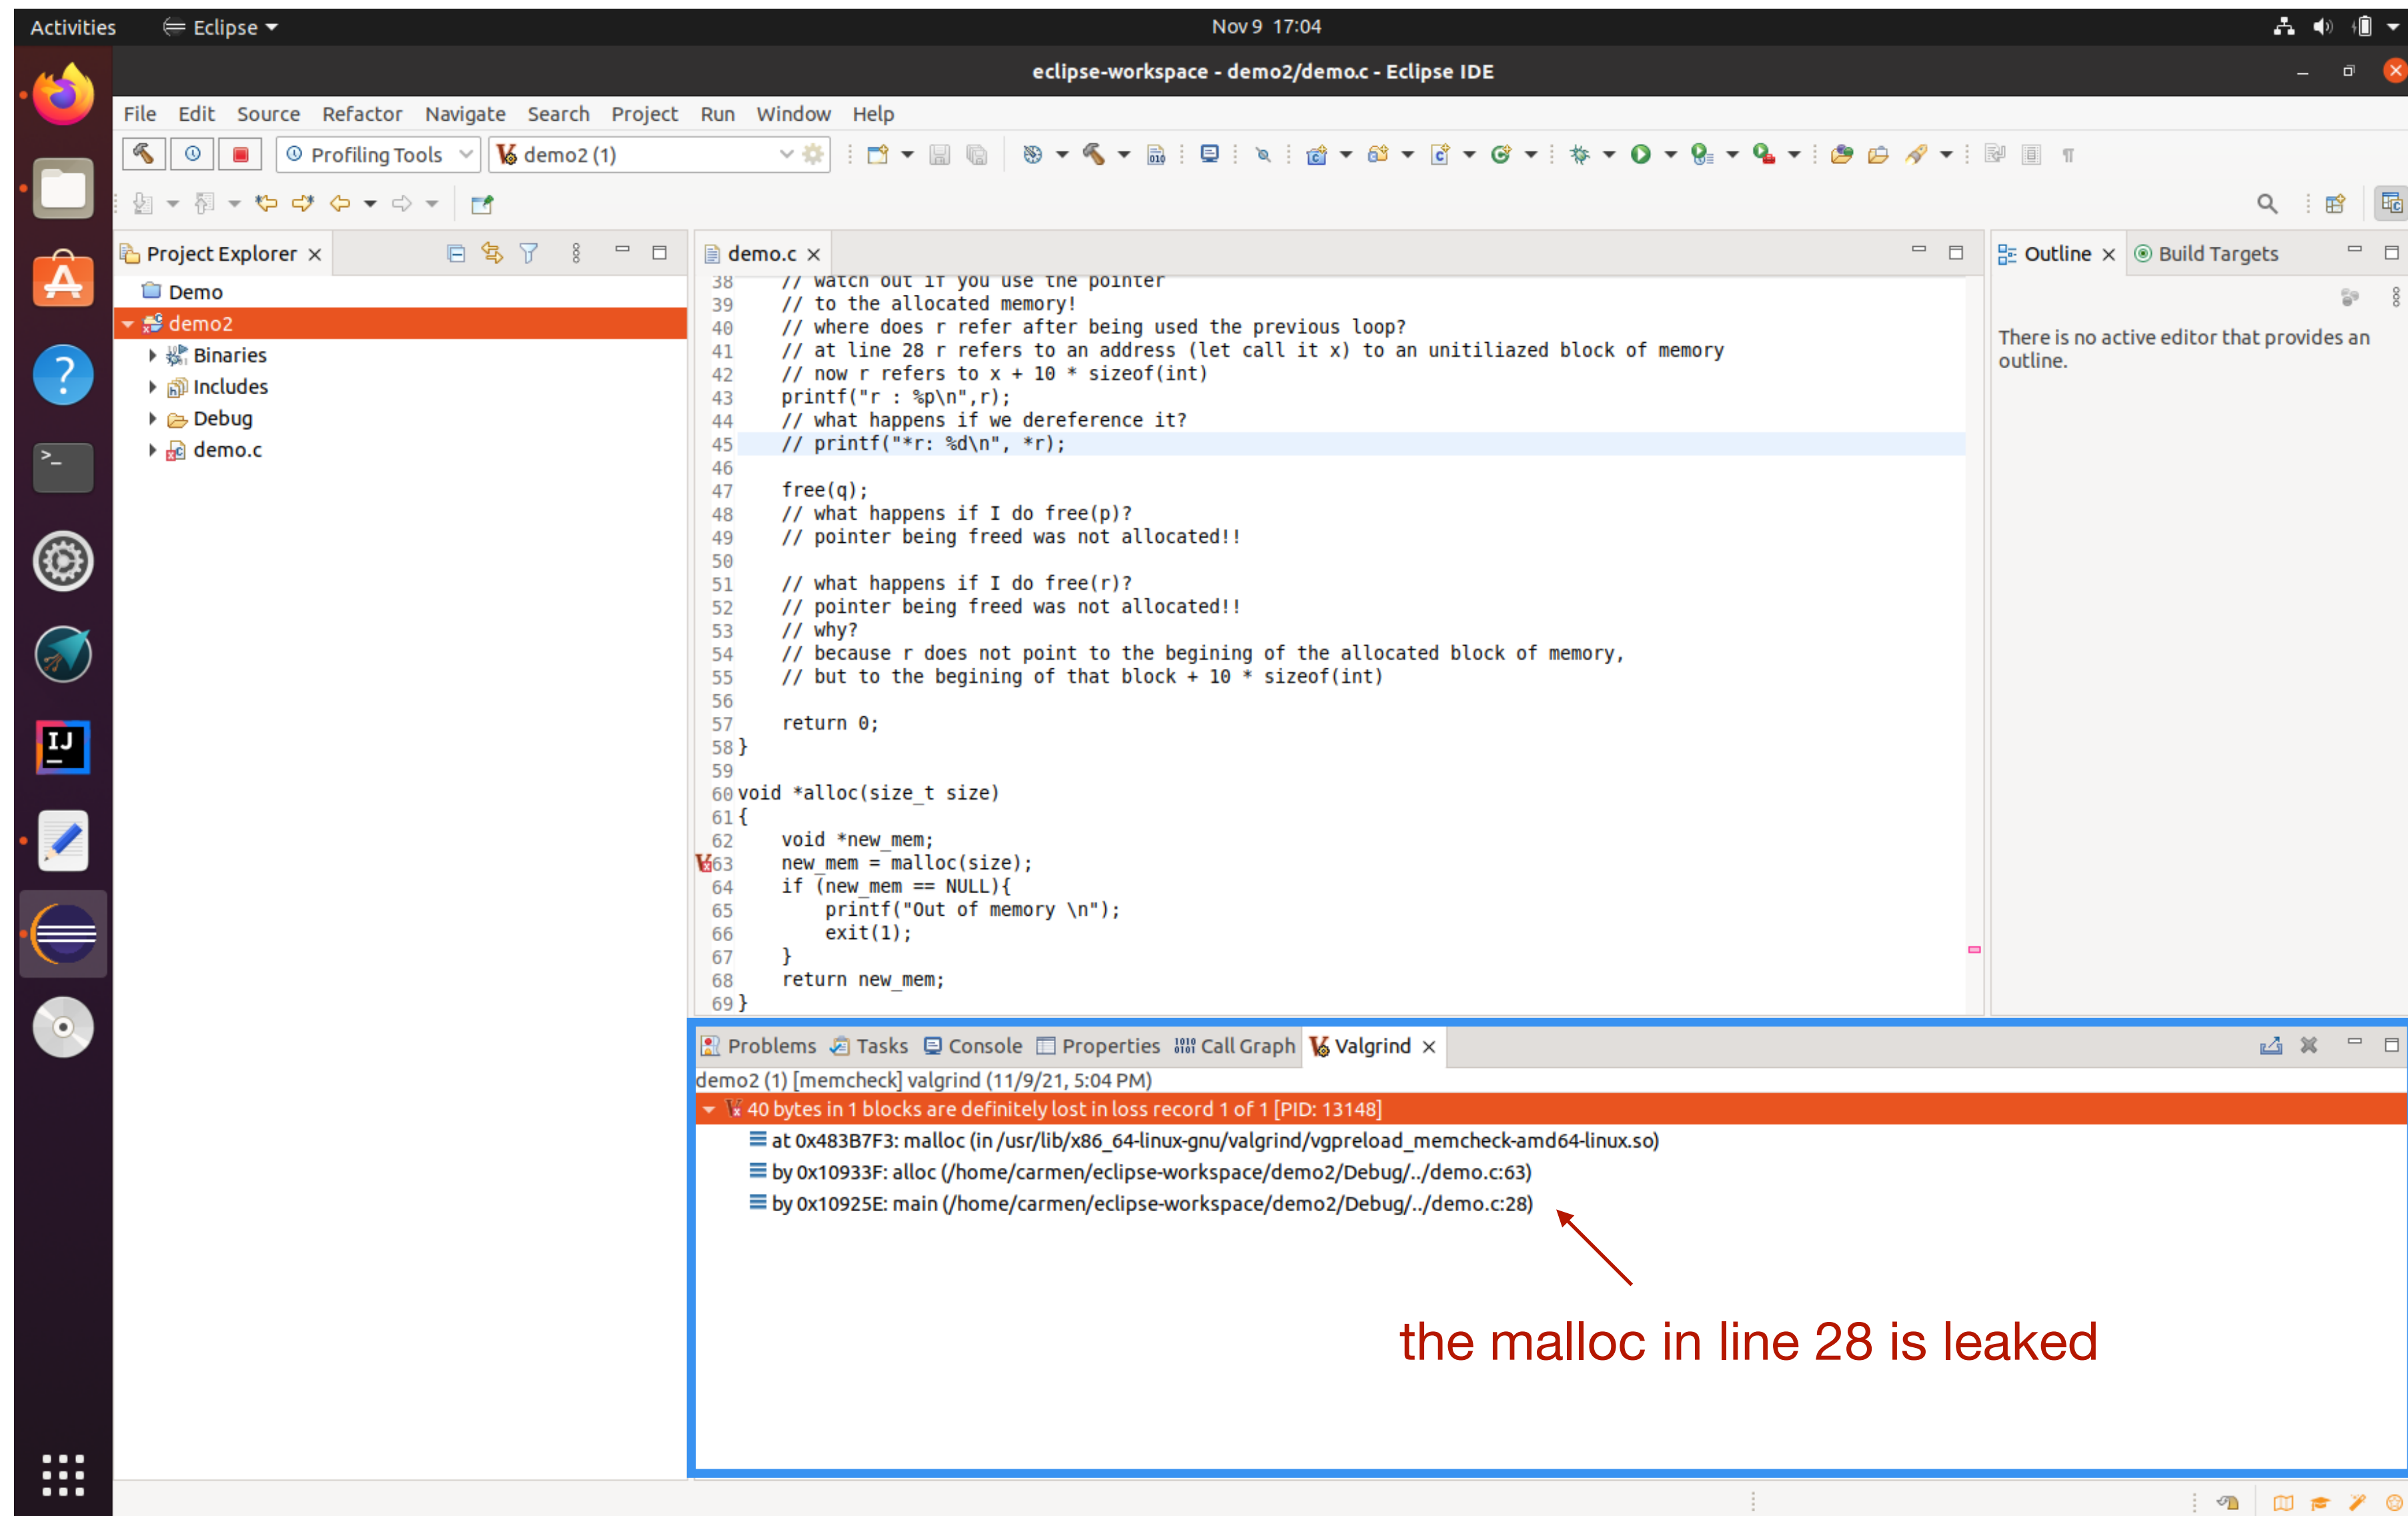 Activities Eclipse Nov 9 17:04
eclipse-workspace - demo2/demo.c - Eclipse IDE
File Edit Source Refactor Navigate Search Project Run Window Help
Profiling Tools demo2 (1)
Project Explorer
Demo
demo2
Binaries
Includes
Debug
demo.c
demo.c
38 // watch out if you use the pointer
39 // to the allocated memory!
40 // where does r refer after being used the previous loop?
41 // at line 28 r refers to an address (let call it x) to an unitiliazed block of memory
42 // now r refers to x + 10 * sizeof(int)
43 printf("r : %p\n",r);
44 // what happens if we dereference it?
45 // printf("*r: %d\n", *r);
46
47 free(q);
48 // what happens if I do free(p)?
49 // pointer being freed was not allocated!!
50
51 // what happens if I do free(r)?
52 // pointer being freed was not allocated!!
53 // why?
54 // because r does not point to the begining of the allocated block of memory,
55 // but to the begining of that block + 10 * sizeof(int)
56
57 return 0;
58 }
59
60 void *alloc(size_t size)
61 {
62 void *new_mem;
63 new_mem = malloc(size);
64 if (new_mem == NULL){
65 printf("Out of memory \n");
66 exit(1);
67 }
68 return new_mem;
69 }
Outline Build Targets
There is no active editor that provides an
outline.
Problems Tasks Console Properties Call Graph Valgrind
demo2 (1) [memcheck] valgrind (11/9/21, 5:04 PM)
40 bytes in 1 blocks are definitely lost in loss record 1 of 1 [PID: 13148]
at 0x483B7F3: malloc (in /usr/lib/x86_64-linux-gnu/valgrind/vgpreload_memcheck-amd64-linux.so)
by 0x10933F: alloc (/home/carmen/eclipse-workspace/demo2/Debug/../demo.c:63)
by 0x10925E: main (/home/carmen/eclipse-workspace/demo2/Debug/../demo.c:28)
the malloc in line 28 is leaked